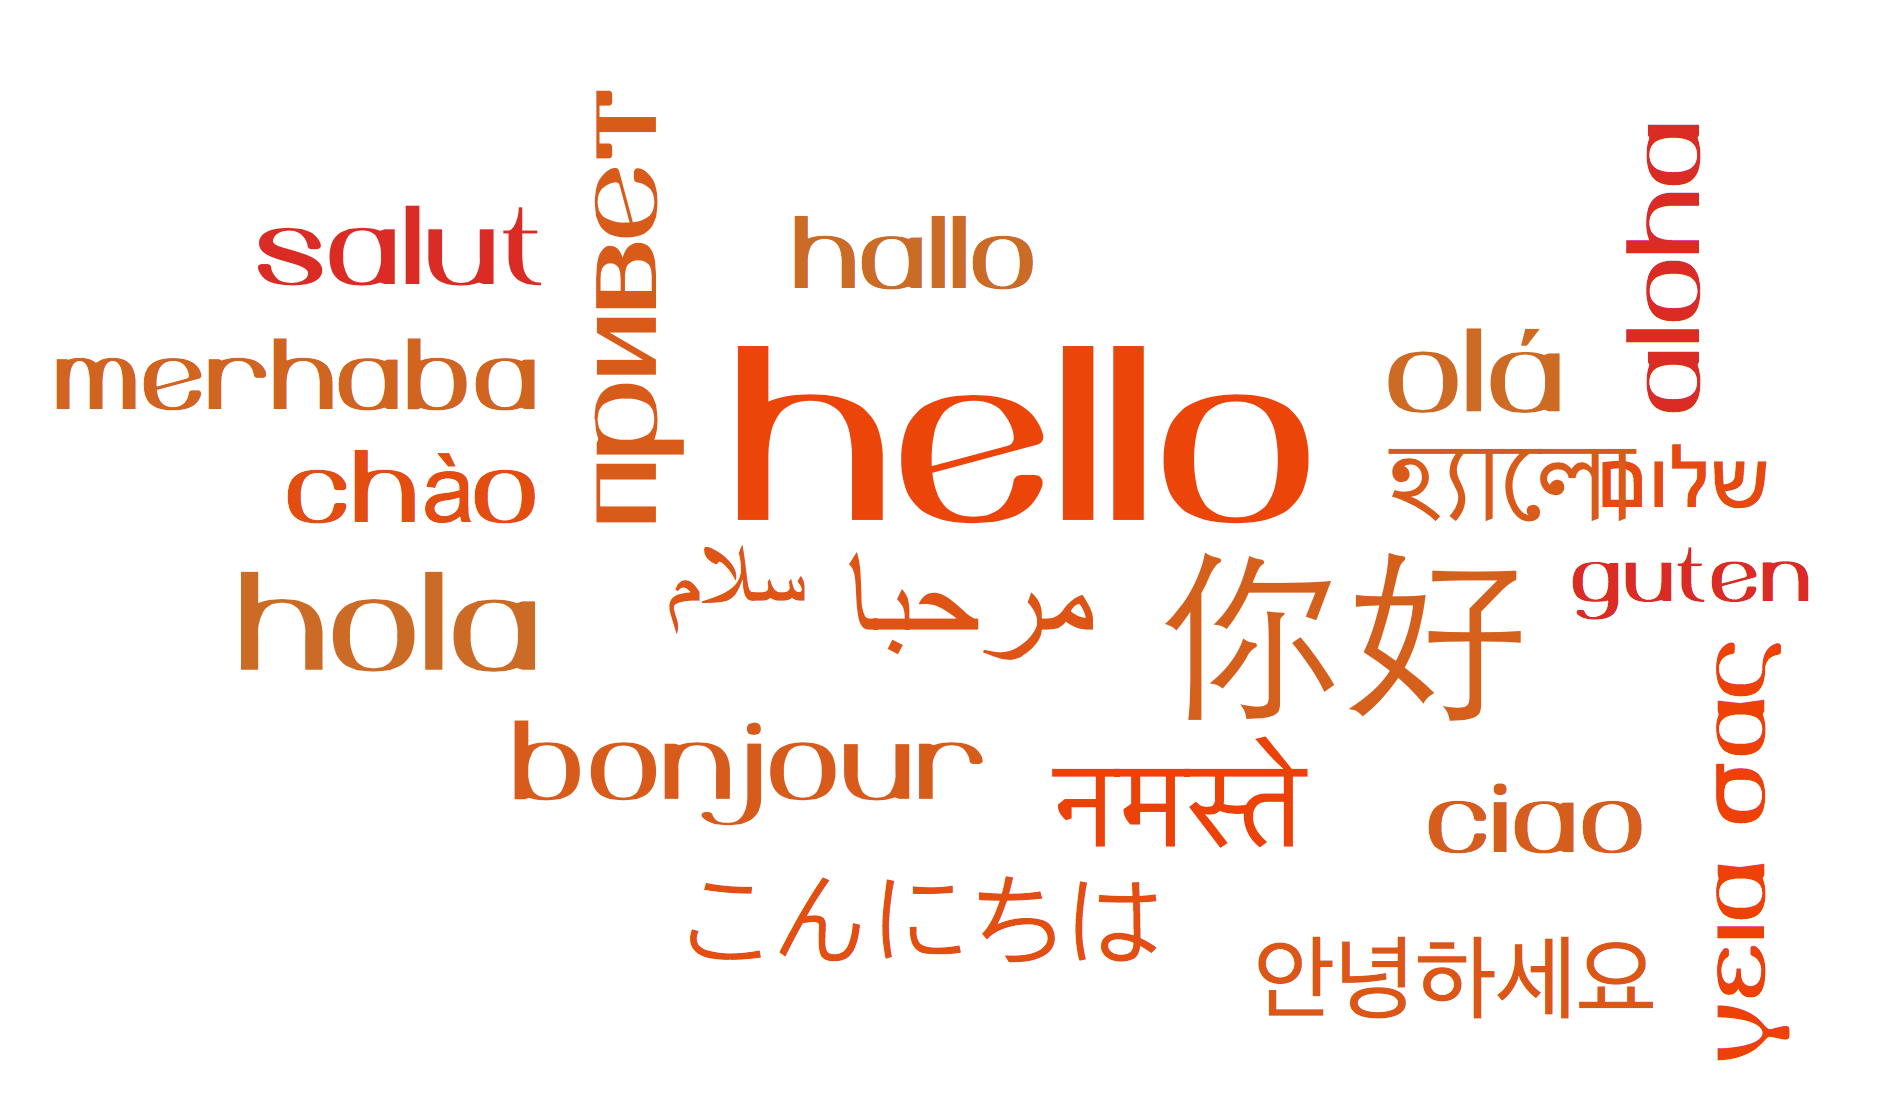 salut
привет
hallo
aloha
merhaba
hello
olá
chào
হ্যালো
שלום
hola
سلام
مرحبا
你好
guten
bonjour
नमस्ते
ciao
γεια σας
こんにちは
안녕하세요